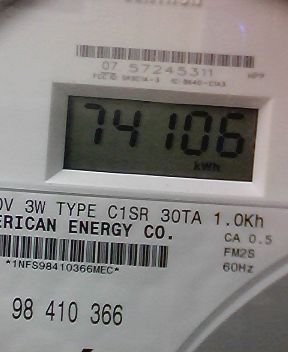 07 57245311
74106
kWh
0V 3W TYPE C1SR 30TA 1.0Kh
ERICAN ENERGY CO.
CA 0.5
*1NFS98410366MEC*
FM2S
60Hz
98 410 366